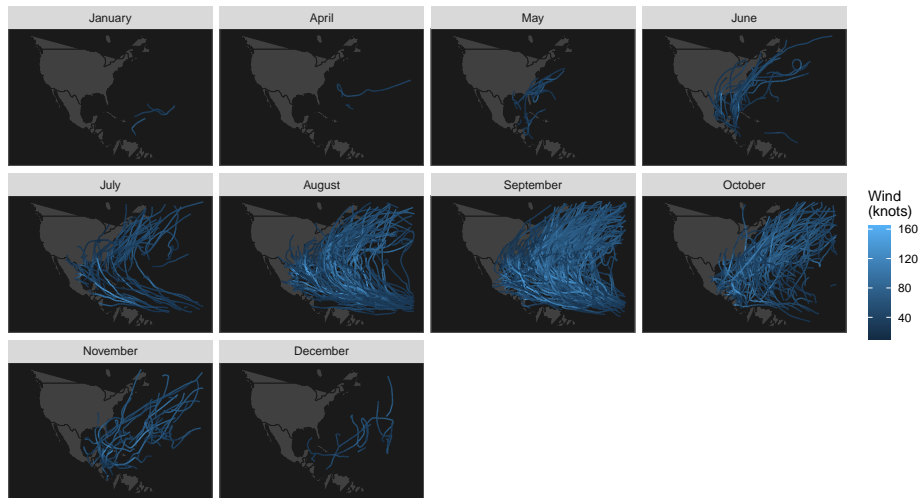 January
April
May
June
July
August
September
October
Wind
(knots)
160
120
80
40
November
December